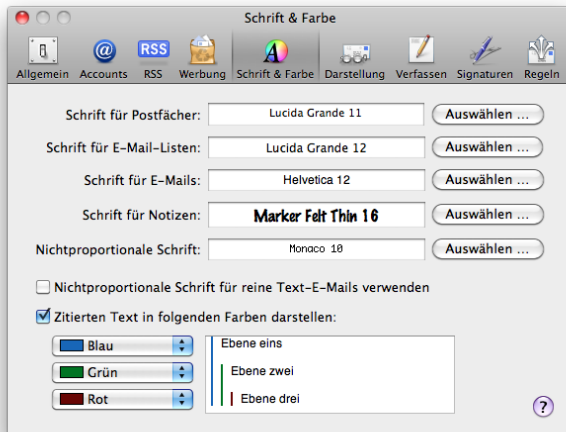 Schrift & Farbe
@ RSS
Allgemein Accounts RSS Werbung Schrift & Farbe Darstellung Verfassen Signaturen Regeln
Schrift für Postfächer: Lucida Grande 11 Auswählen ...
Schrift für E-Mail-Listen: Lucida Grande 12 Auswählen ...
Schrift für E-Mails: Helvetica 12 Auswählen ...
Schrift für Notizen: Marker Felt Thin 16 Auswählen ...
Nichtproportionale Schrift: Monaco 10 Auswählen ...
Nichtproportionale Schrift für reine Text-E-Mails verwenden
Zitierten Text in folgenden Farben darstellen:
Blau Ebene eins
Grün Ebene zwei
Rot Ebene drei
?